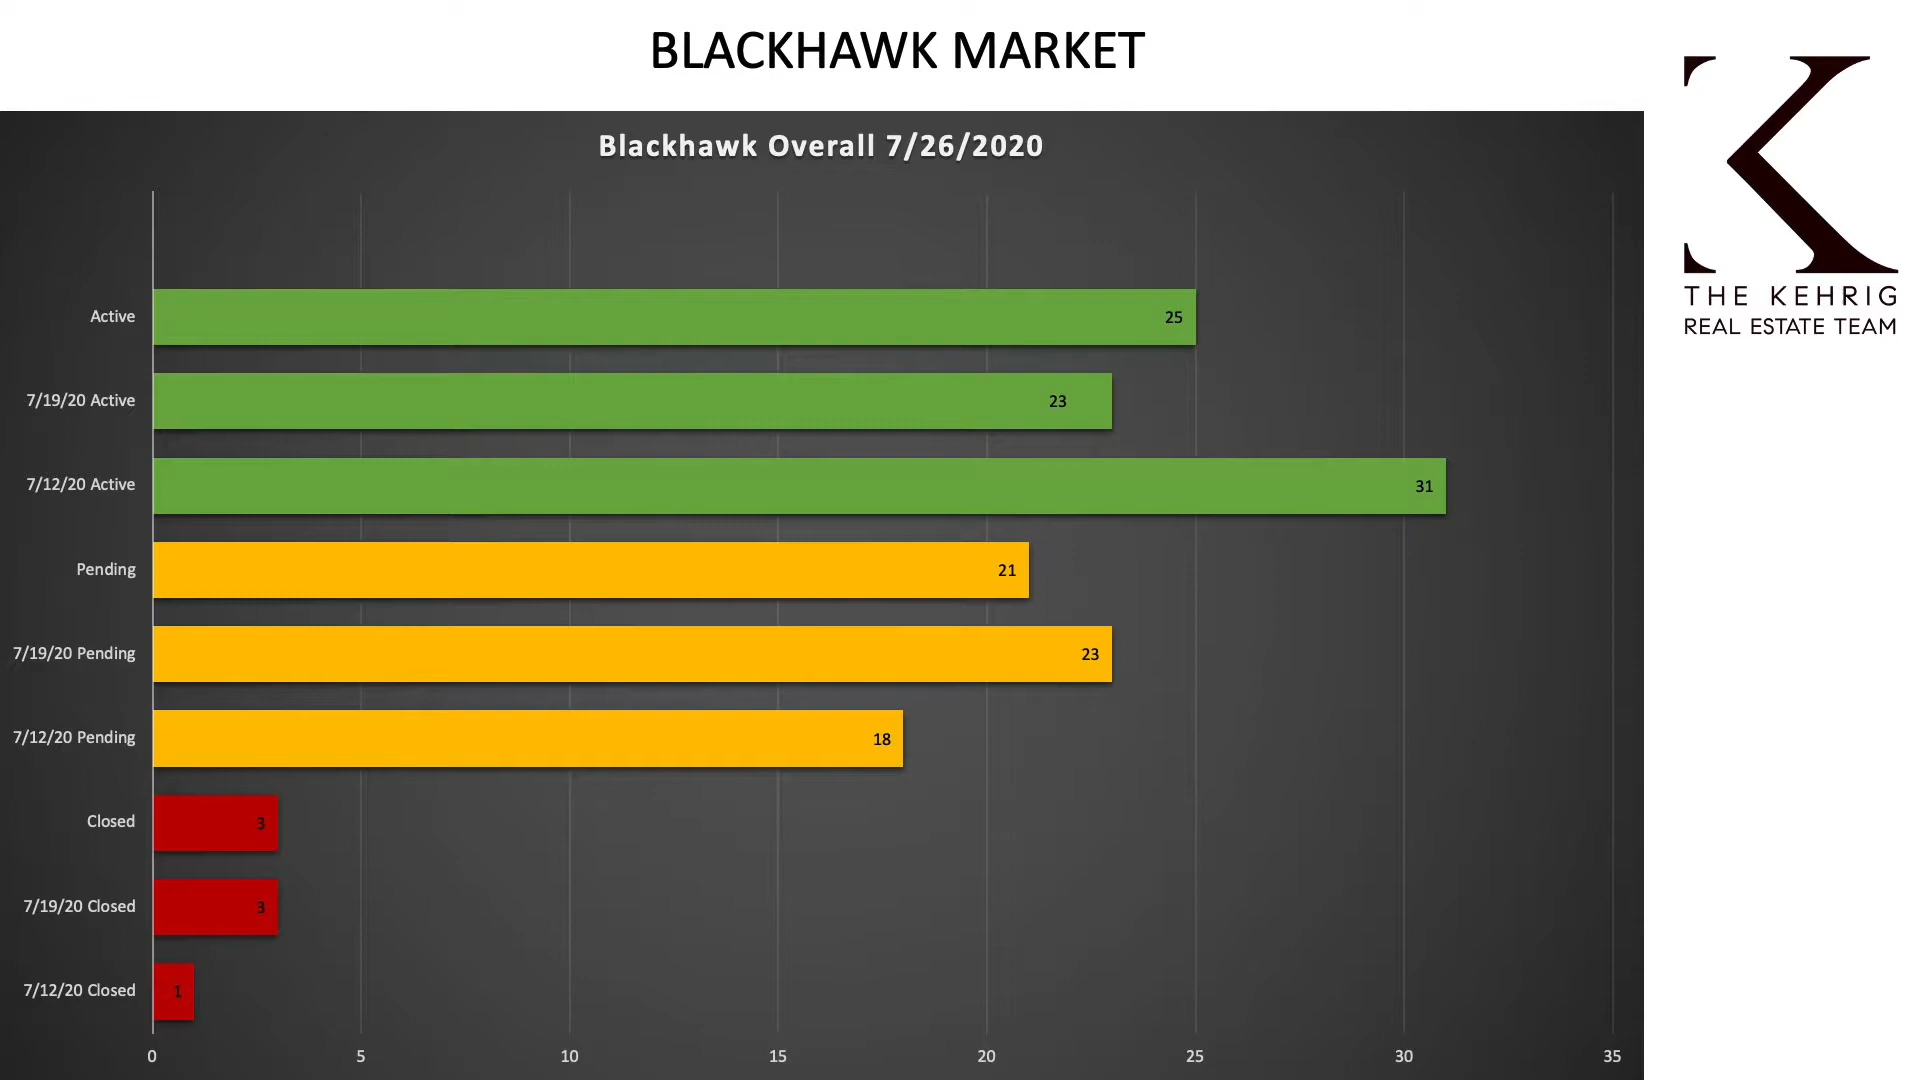 BLACKHAWK MARKET
Blackhawk Overall 7/26/2020
Active
25
7/19/20 Active
23
7/12/20 Active
31
Pending
21
7/19/20 Pending
23
7/12/20 Pending
18
Closed
3
7/19/20 Closed
3
7/12/20 Closed
1
0 5 10 15 20 25 30 35
K
THE KEHRIG
REAL ESTATE TEAM